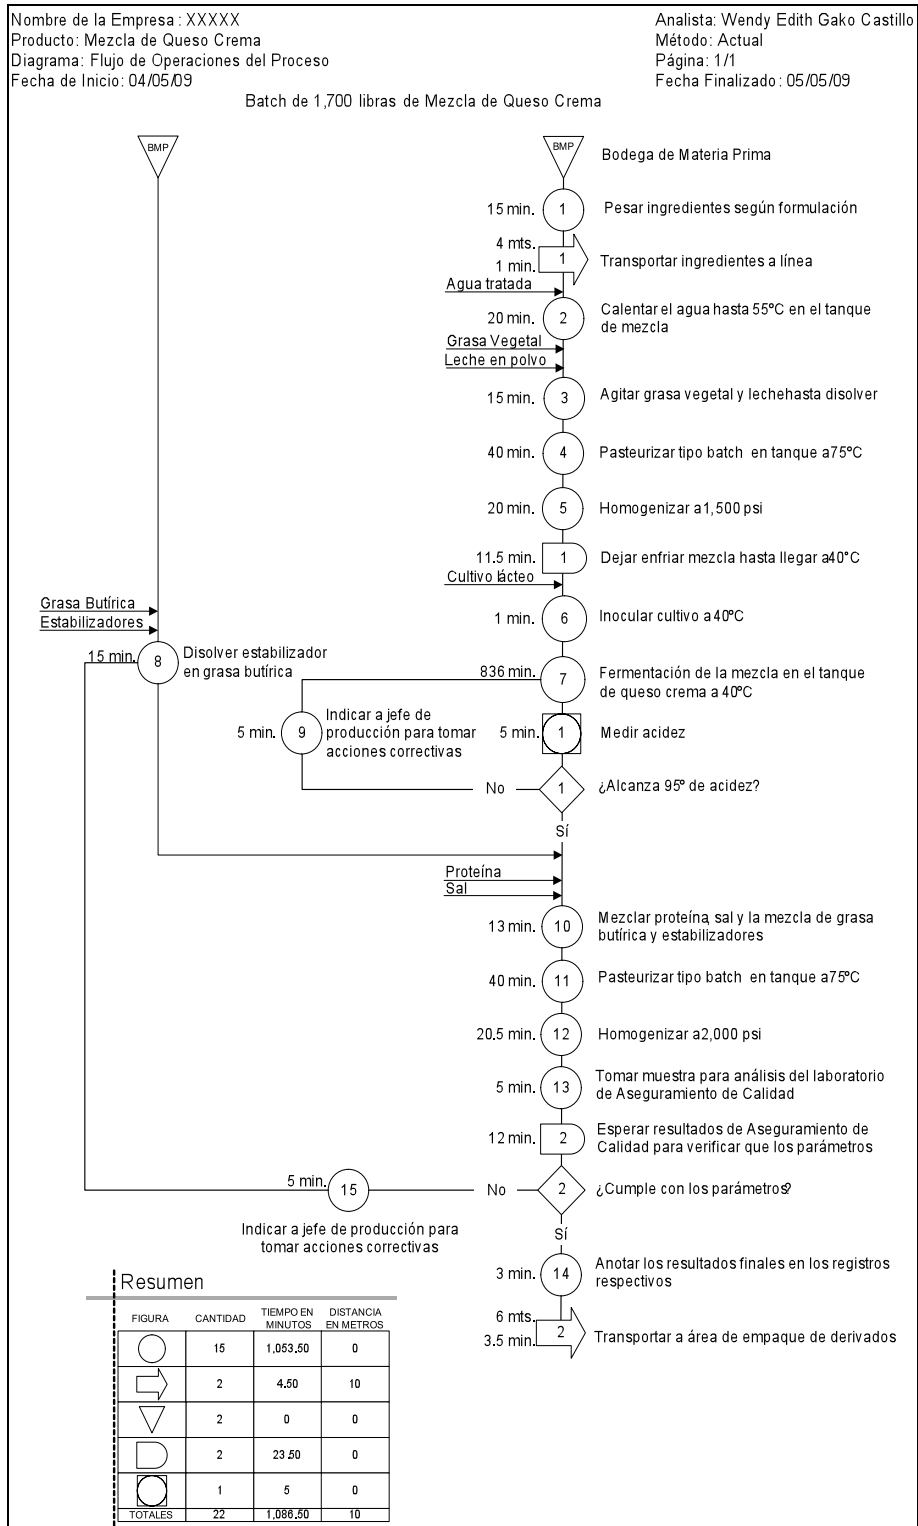 Nombre de la Empresa : XXXXX
Producto: Mezcla de Queso Crema
Diagrama: Flujo de Operaciones del Proceso
Fecha de Inicio: 04/05/09
Analista: Wendy Edith Gako Castillo
Método: Actual
Página: 1/1
Fecha Finalizado: 05/05/09
Batch de 1,700 libras de Mezcla de Queso Crema
BMP
BMP
Bodega de Materia Prima
15 min.
1
Pesar ingredientes según formulación
4 mts.
1 min.
1
Transportar ingredientes a línea
Agua tratada
20 min.
2
Calentar el agua hasta 55ºC en el tanque
de mezcla
Grasa Vegetal
Leche en polvo
15 min.
3
Agitar grasa vegetal y lechehasta disolver
40 min.
4
Pasteurizar tipo batch en tanque a75ºC
20 min.
5
Homogenizar a1,500 psi
11.5 min.
1
Dejar enfriar mezcla hasta llegar a40°C
Cultivo lácteo
1 min.
6
Inocular cultivo a 40ºC
Grasa Butírica
Estabilizadores
15 min.
8
Disolver estabilizador
en grasa butírica
836 min.
7
Fermentación de la mezcla en el tanque
de queso crema a 40ºC
5 min.
9
Indicar a jefe de
producción para tomar
acciones correctivas
5 min.
1
Medir acidez
No
1
¿Alcanza 95º de acidez?
Sí
Proteína
Sal
13 min.
10
Mezclar proteína, sal y la mezcla de grasa
butírica y estabilizadores
40 min.
11
Pasteurizar tipo batch en tanque a75ºC
20.5 min.
12
Homogenizar a2,000 psi
5 min.
13
Tomar muestra para análisis del laboratorio
de Aseguramiento de Calidad
12 min.
2
Esperar resultados de Aseguramiento de
Calidad para verificar que los parámetros
5 min.
15
No
2
¿Cumple con los parámetros?
Indicar a jefe de producción para
tomar acciones correctivas
Sí
3 min.
14
Anotar los resultados finales en los registros
respectivos
6 mts.
3.5 min.
2
Transportar a área de empaque de derivados
Resumen
FIGURA CANTIDAD TIEMPO EN MINUTOS DISTANCIA EN METROS
15 1,053.50 0
2 4.50 10
2 0 0
2 23.50 0
1 5 0
TOTALES 22 1,086.50 10